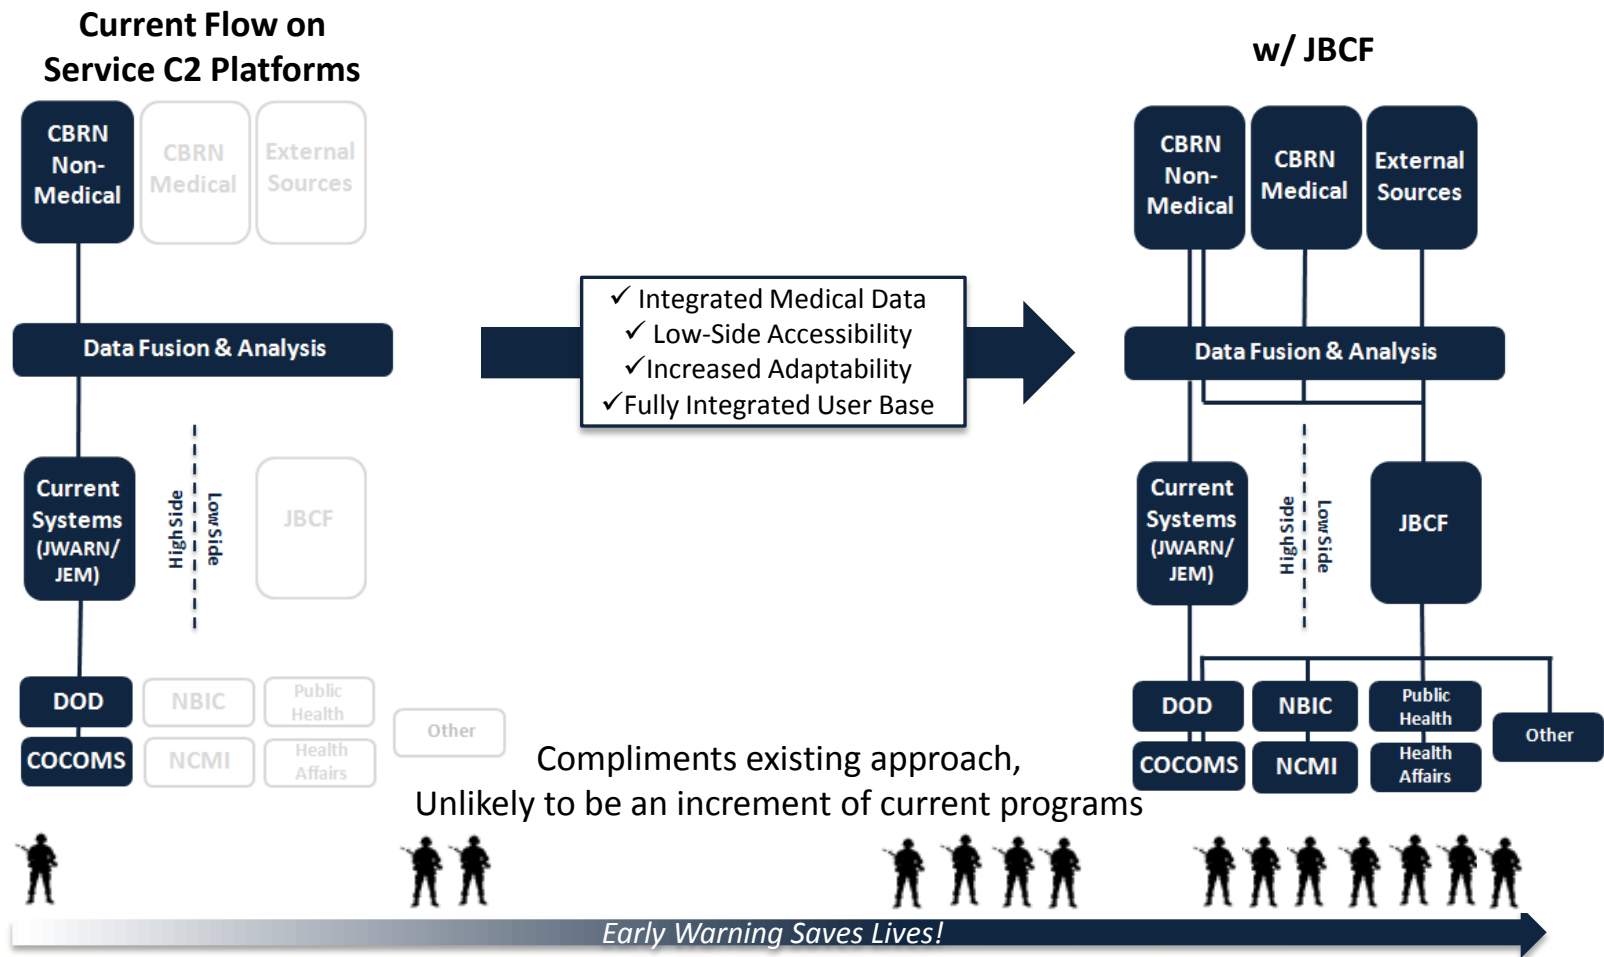 Current Flow on
Service C2 Platforms
CBRN
Non-
Medical
CBRN
Medical
External
Sources
Data Fusion & Analysis
Current
Systems
(JWARN/
JEM)
High Side
Low Side
JBCF
DOD
NBIC
Public
Health
Other
COCOMS
NCMI
Health
Affairs
✓ Integrated Medical Data
✓ Low-Side Accessibility
✓Increased Adaptability
✓Fully Integrated User Base
w/ JBCF
CBRN
Non-
Medical
CBRN
Medical
External
Sources
Data Fusion & Analysis
Current
Systems
(JWARN/
JEM)
High Side
Low Side
JBCF
DOD
NBIC
Public
Health
Other
COCOMS
NCMI
Health
Affairs
Compliments existing approach,
Unlikely to be an increment of current programs
Early Warning Saves Lives!